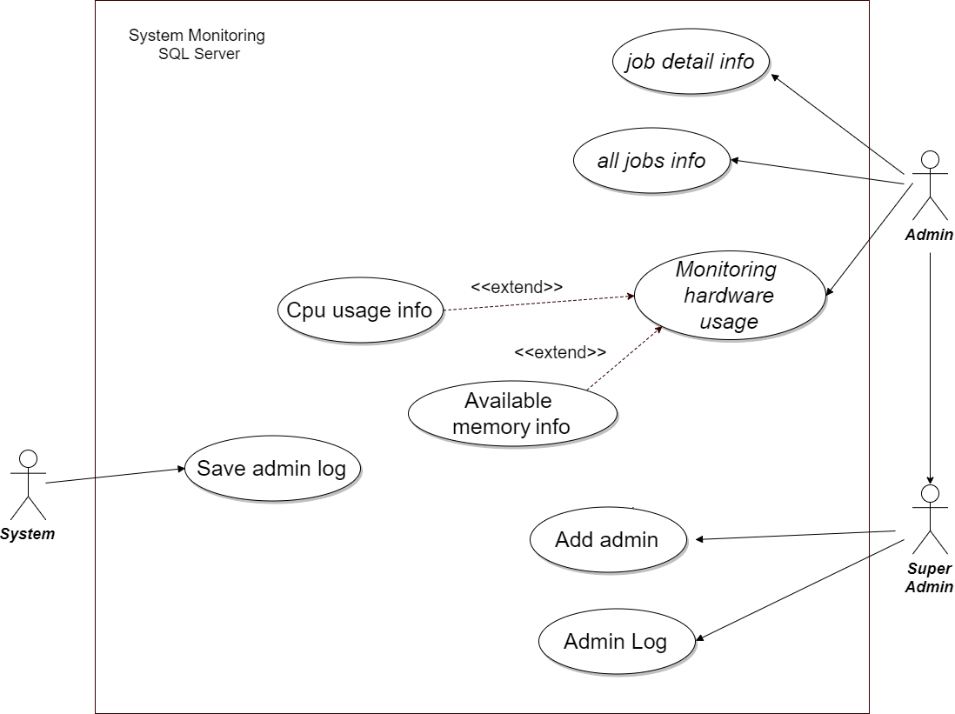 System Monitoring
SQL Server
job detail info
all jobs info
Admin
Monitoring
hardware
usage
<<extend>>
Cpu usage info
<<extend>>
Available
memory info
Save admin log
System
Add admin
Super
Admin
Admin Log